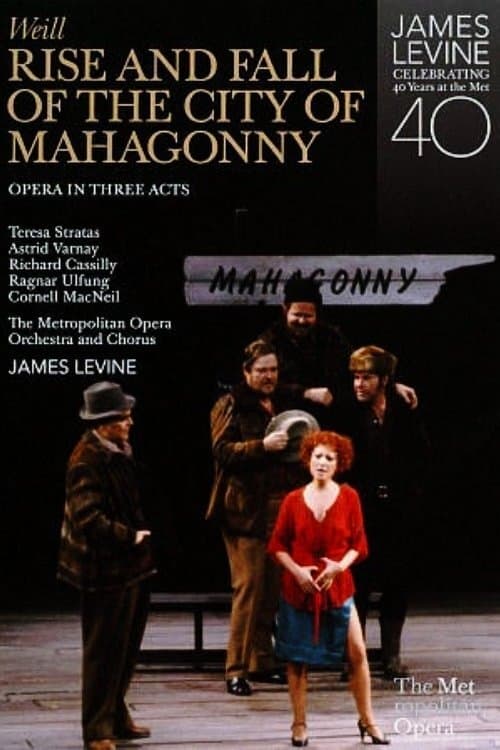 Weill
RISE AND FALL
OF THE CITY OF
MAHAGONNY
OPERA IN THREE ACTS
Teresa Stratas
Astrid Varnay
Richard Cassilly
Ragnar Ulfung
Cornell MacNeil
The Metropolitan Opera
Orchestra and Chorus
JAMES LEVINE
JAMES
LEVINE
CELEBRATING
40 Years at the Met
40
MAHAGONNY
The Met
ropolitan
Opera